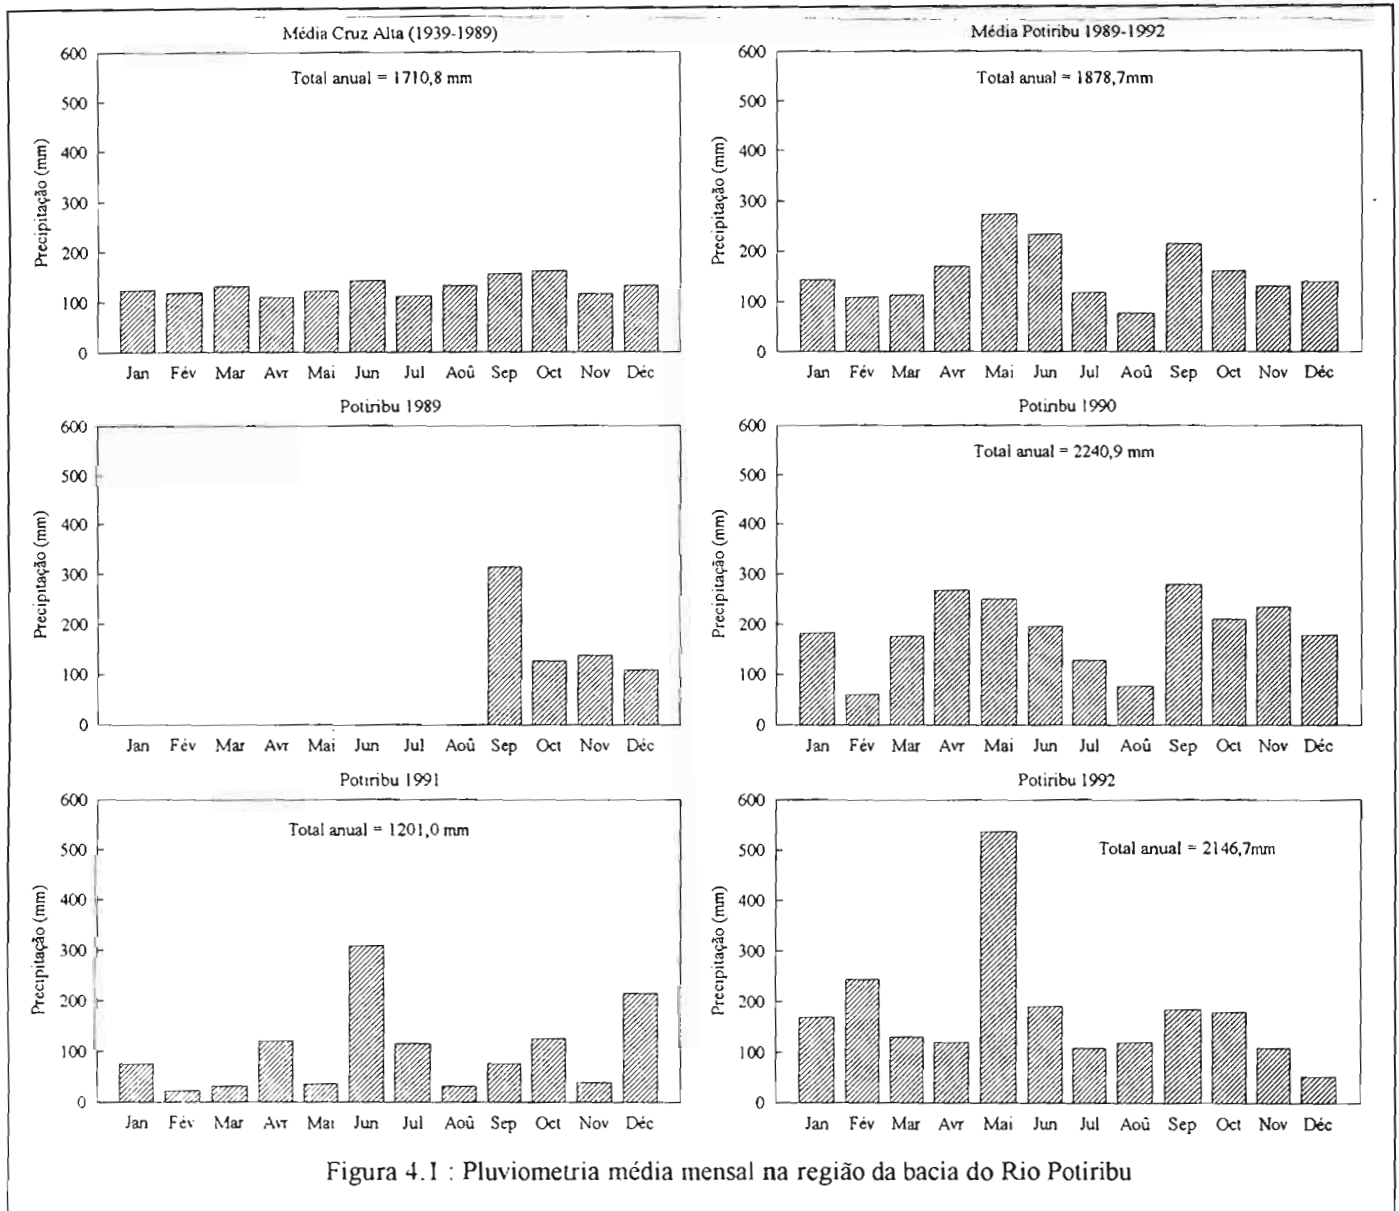 Média Cruz Alta (1939-1989)
Total anual = 1710,8 mm
Precipitação (mm)
600
500
400
300
200
100
0
Jan Fév Mar Avr Mai Jun Jul Aoû Sep Oct Nov Déc
Média Potiribu 1989-1992
Total anual = 1878,7mm
Precipitação (mm)
600
500
400
300
200
100
0
Jan Fév Mar Avr Mai Jun Jul Aoû Sep Oct Nov Déc
Potiribu 1989
Precipitação (mm)
600
500
400
300
200
100
0
Jan Fév Mar Avr Mai Jun Jul Aoû Sep Oct Nov Déc
Potiribu 1990
Total anual = 2240,9 mm
Precipitação (mm)
600
500
400
300
200
100
0
Jan Fév Mar Avr Mai Jun Jul Aoû Sep Oct Nov Déc
Potiribu 1991
Total anual = 1201,0 mm
Precipitação (mm)
600
500
400
300
200
100
0
Jan Fév Mar Avr Mai Jun Jul Aoû Sep Oct Nov Déc
Potiribu 1992
Total anual = 2146,7mm
Precipitação (mm)
600
500
400
300
200
100
0
Jan Fév Mar Avr Mai Jun Jul Aoû Sep Oct Nov Déc
Figura 4.1 : Pluviometria média mensal na região da bacia do Rio Potiribu